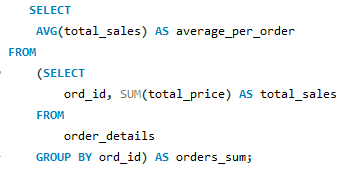 SELECT
AVG(total_sales) AS average_per_order
FROM
(SELECT
ord_id, SUM(total_price) AS total_sales
FROM
order_details
GROUP BY ord_id) AS orders_sum;